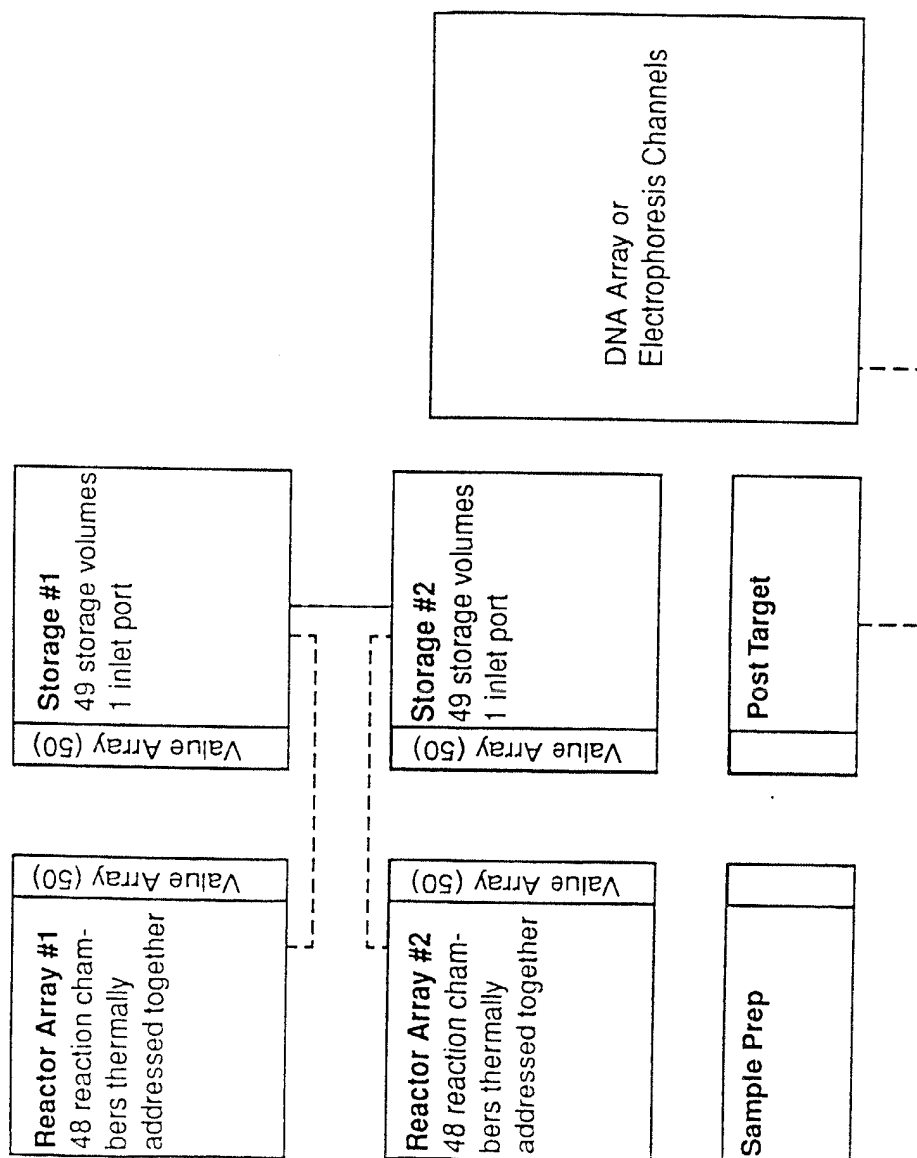 Reactor Array #1
48 reaction cham-
bers thermally
addressed together
Value Array (50)
Storage #1
49 storage volumes
1 inlet port
Value Array (50)
Reactor Array #2
48 reaction cham-
bers thermally
addressed together
Value Array (50)
Storage #2
49 storage volumes
1 inlet port
Value Array (50)
DNA Array or
Electrophoresis Channels
Sample Prep
Post Target